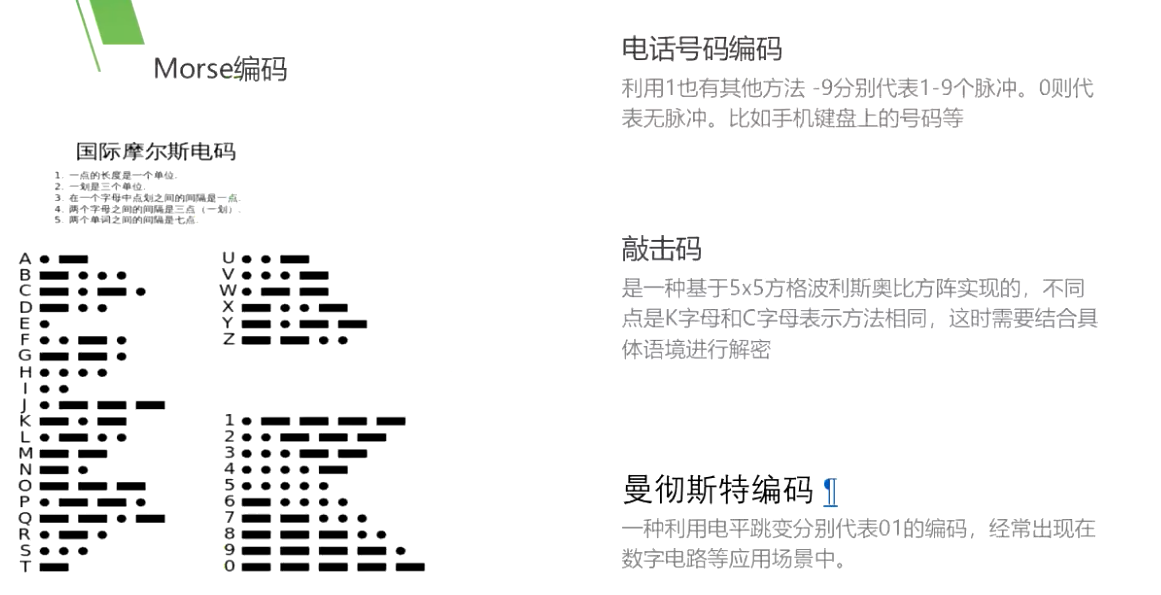 Morse编码
国际摩尔斯电码
1. 一点的长度是一个单位.
2. 一划是三个单位.
3. 在一个字母中点划之间的间隔是一点.
4. 两个字母之间的间隔是三点（一划）.
5. 两个单词之间的间隔是七点.
A
B
C
D
E
F
G
H
I
J
K
L
M
N
O
P
Q
R
S
T
U
V
W
X
Y
Z
1
2
3
4
5
6
7
8
9
0
电话号码编码
利用1也有其他方法 -9分别代表1-9个脉冲。0则代
表无脉冲。比如手机键盘上的号码等
敲击码
是一种基于5x5方格波利斯奥比方阵实现的，不同
点是K字母和C字母表示方法相同，这时需要结合具
体语境进行解密
曼彻斯特编码 ¶
一种利用电平跳变分别代表01的编码，经常出现在
数字电路等应用场景中。